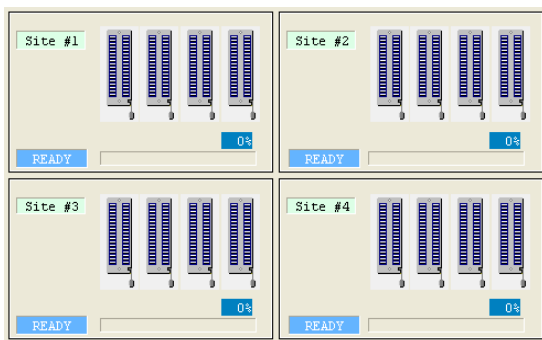 Site #1
0%
READY
Site #2
0%
READY
Site #3
0%
READY
Site #4
0%
READY